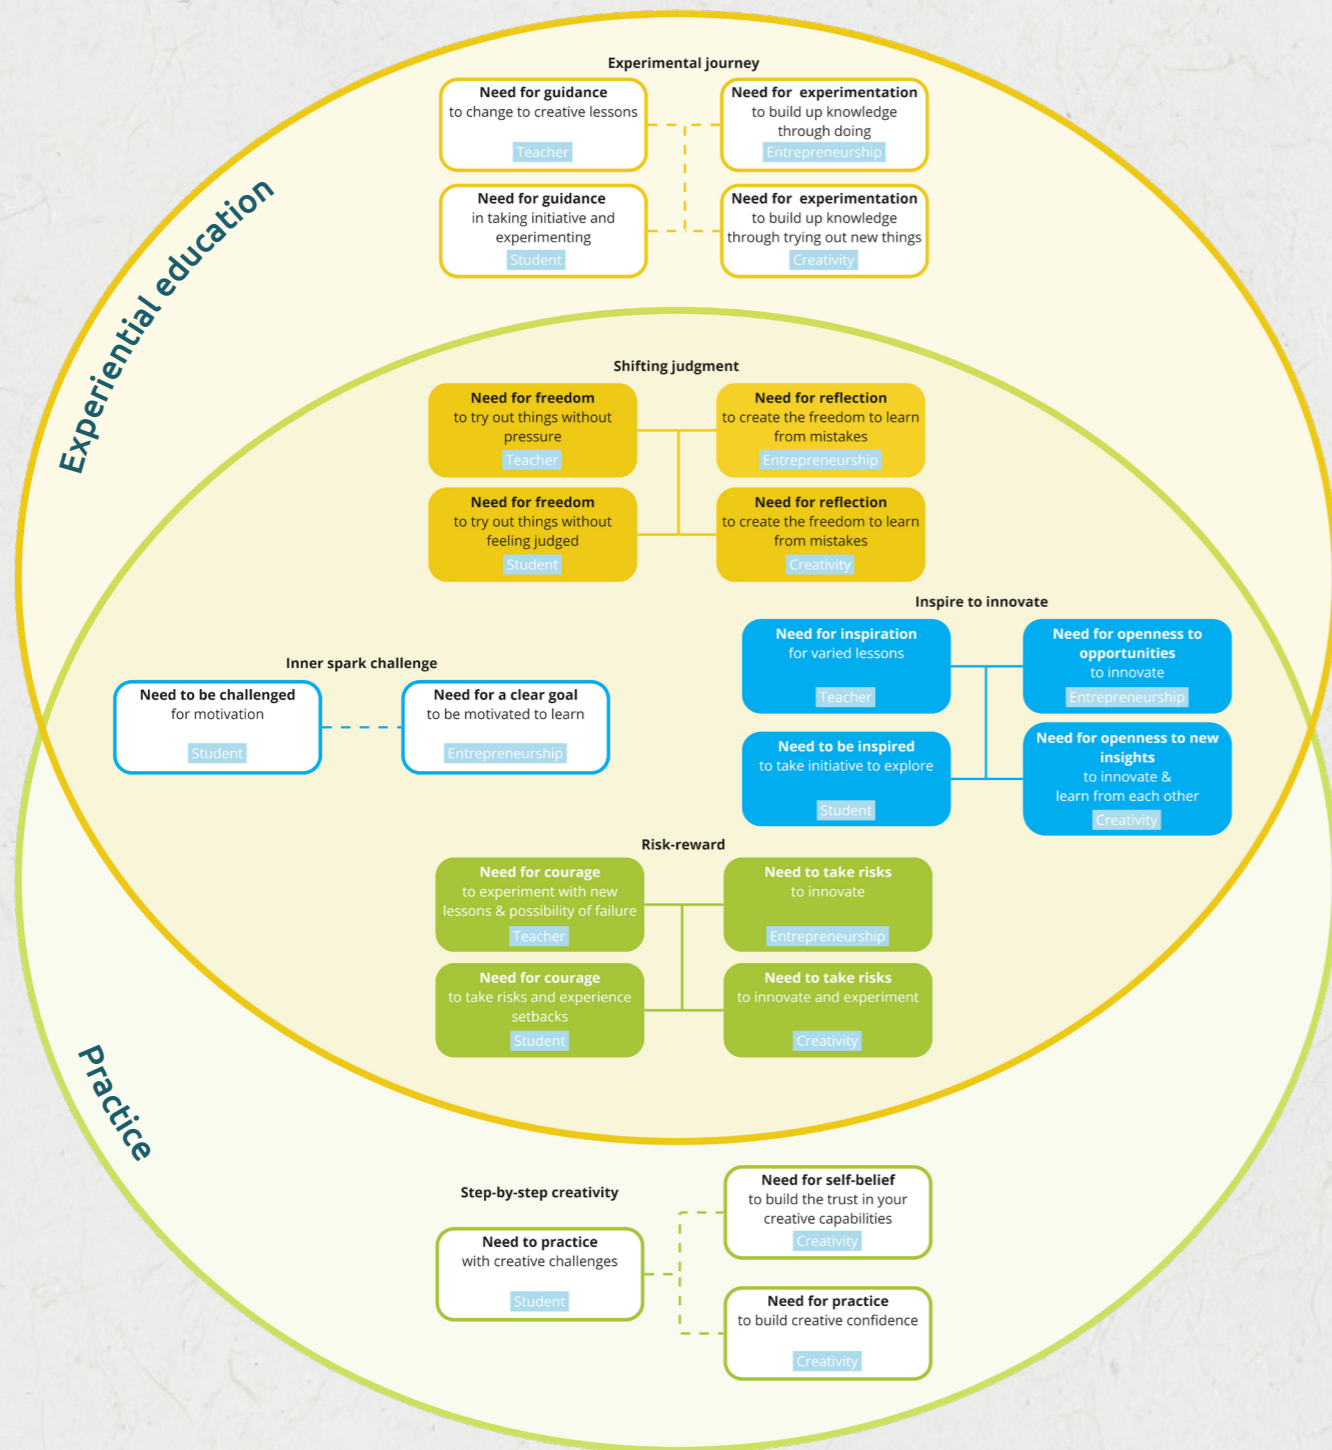 Experimental journey
Need for guidance
to change to creative lessons
Teacher
Need for  experimentation
to build up knowledge
through doing
Entrepreneurship
Need for guidance
in taking initiative and
experimenting
Student
Need for  experimentation
to build up knowledge
through trying out new things
Creativity
Experiential education
Shifting judgment
Need for freedom
to try out things without
pressure
Teacher
Need for reflection
to create the freedom to learn
from mistakes
Entrepreneurship
Need for freedom
to try out things without
feeling judged
Student
Need for reflection
to create the freedom to learn
from mistakes
Creativity
Inner spark challenge
Need to be challenged
for motivation
Student
Need for a clear goal
to be motivated to learn
Entrepreneurship
Inspire to innovate
Need for inspiration
for varied lessons
Teacher
Need for openness to
opportunities
to innovate
Entrepreneurship
Need to be inspired
to take initiative to explore
Student
Need for openness to new
insights
to innovate &
learn from each other
Creativity
Risk-reward
Need for courage
to experiment with new
lessons & possibility of failure
Teacher
Need to take risks
to innovate
Entrepreneurship
Need for courage
to take risks and experience
setbacks
Student
Need to take risks
to innovate and experiment
Creativity
Practice
Step-by-step creativity
Need to practice
with creative challenges
Student
Need for self-belief
to build the trust in your
creative capabilities
Creativity
Need for practice
to build creative confidence
Creativity